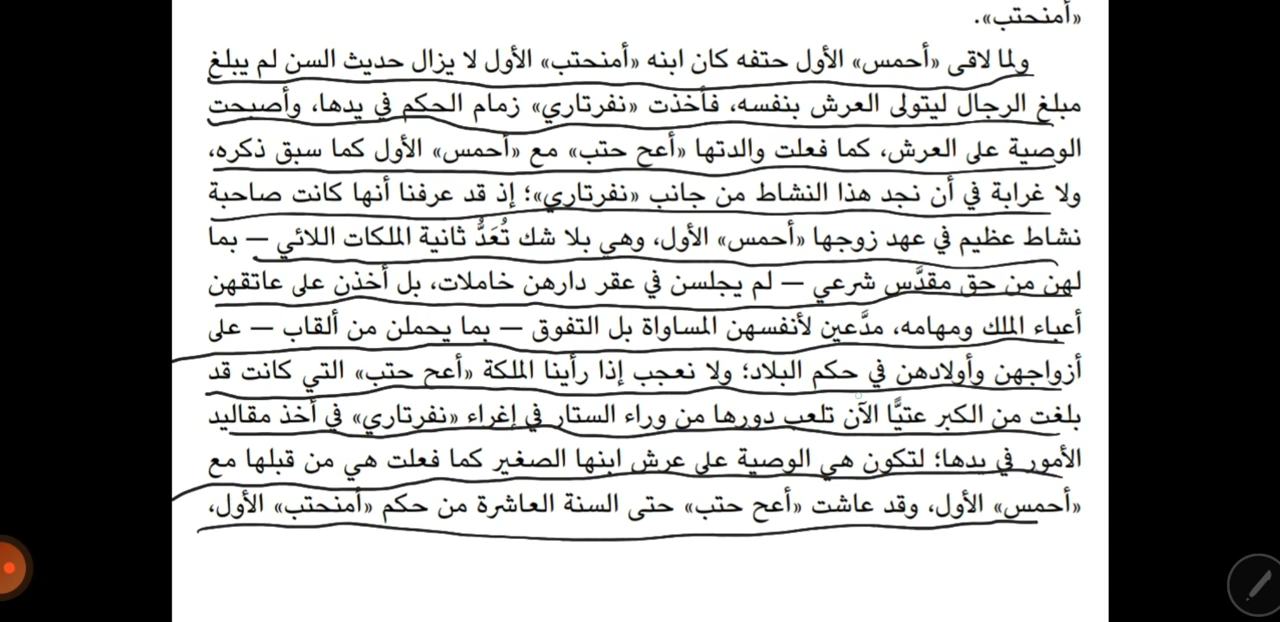 «أمنحتب».
ولما لاقى «أحمس» الأول حتفه كان ابنه «أمنحتب» الأول لا يزال حديث السن لم يبلغ
مبلغ الرجال ليتولى العرش بنفسه، فأخذت «نفرتاري» زمام الحكم في يدها، وأصبحت
الوصية على العرش، كما فعلت والدتها «أعح حتب» مع «أحمس» الأول كما سبق ذكره،
ولا غرابة في أن نجد هذا النشاط من جانب «نفرتاري»؛ إذ قد عرفنا أنها كانت صاحبة
نشاط عظيم في عهد زوجها «أحمس» الأول، وهي بلا شك تُعَدُّ ثانية الملكات اللائي — بما
لهن من حق مقدَّس شرعي — لم يجلسن في عقر دارهن خاملات، بل أخذن على عاتقهن
أعباء الملك ومهامه، مدَّعين لأنفسهن المساواة بل التفوق — بما يحملن من ألقاب — على
أزواجهن وأولادهن في حكم البلاد؛ ولا نعجب إذا رأينا الملكة «أعح حتب» التي كانت قد
بلغت من الكبر عتيًّا الآن تلعب دورها من وراء الستار في إغراء «نفرتاري» في أخذ مقاليد
الأمور في يدها؛ لتكون هي الوصية على عرش ابنها الصغير كما فعلت هي من قبلها مع
«أحمس» الأول، وقد عاشت «أعح حتب» حتى السنة العاشرة من حكم «أمنحتب» الأول،